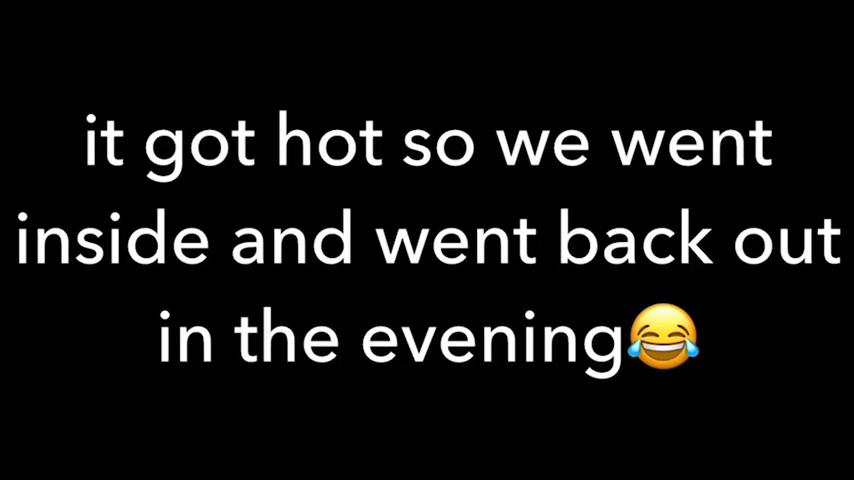 it got hot so we went
inside and went back out
in the evening😂